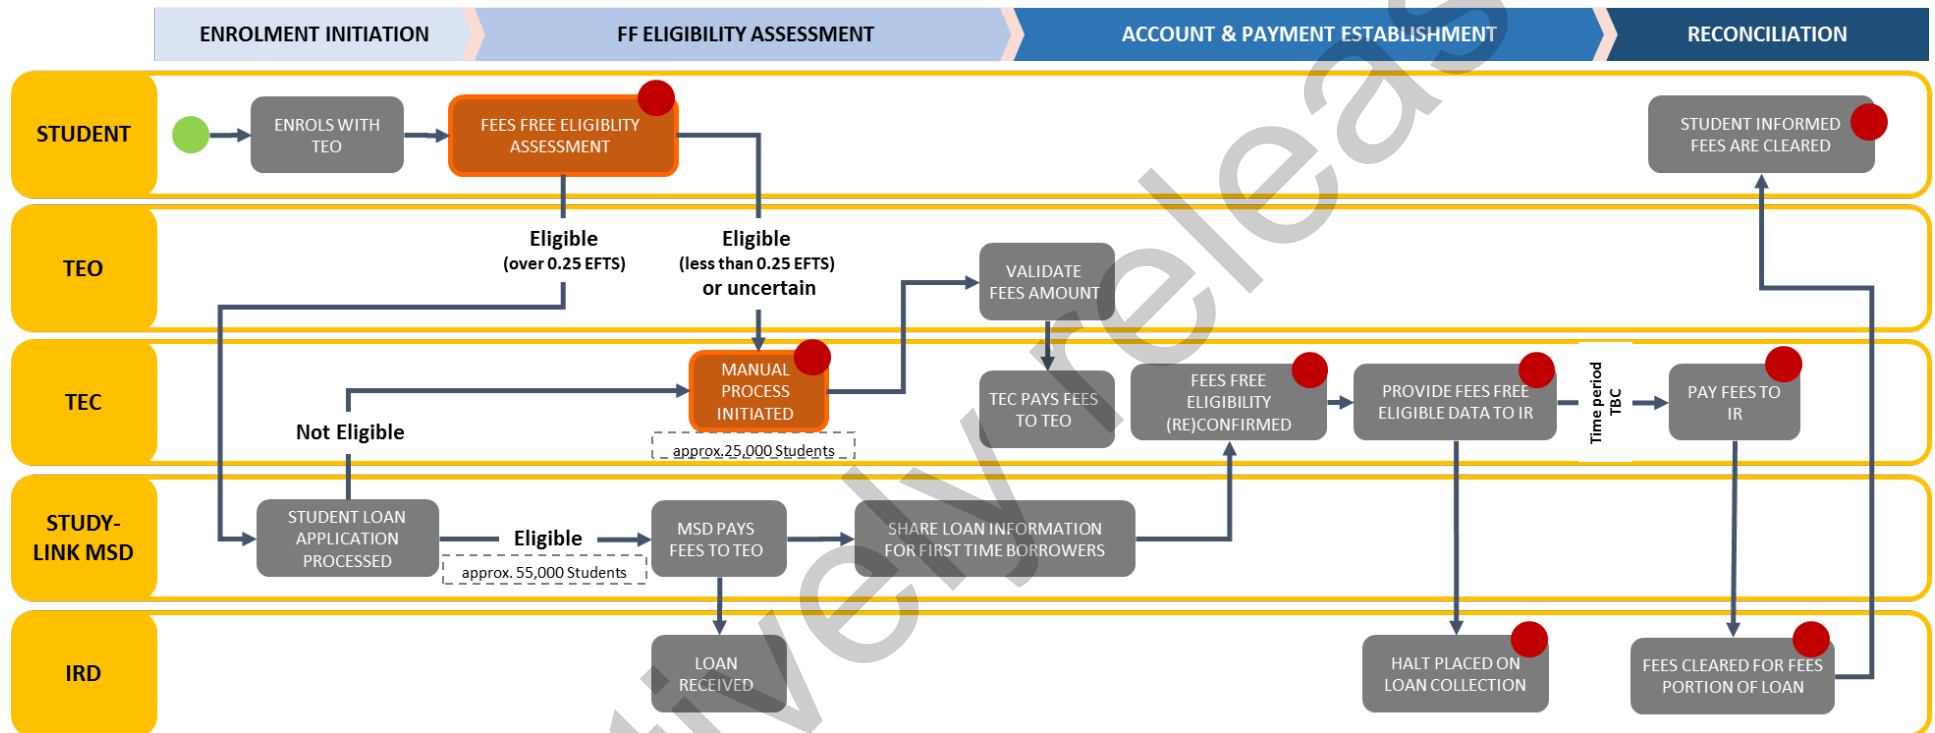 ENROLMENT INITIATION
FF ELIGIBILITY ASSESSMENT
ACCOUNT & PAYMENT ESTABLISHMENT
RECONCILIATION
STUDENT
ENROLS WITH
TEO
FEES FREE ELIGIBLITY
ASSESSMENT
STUDENT INFORMED
FEES ARE CLEARED
TEO
Eligible
(over 0.25 EFTS)
Eligible
(less than 0.25 EFTS)
or uncertain
VALIDATE
FEES AMOUNT
TEC
Not Eligible
MANUAL
PROCESS
INITIATED
approx.25,000 Students
TEC PAYS FEES
TO TEO
FEES FREE
ELIGIBILITY
(RE)CONFIRMED
PROVIDE FEES FREE
ELIGIBLE DATA TO IR
Time period
TBC
PAY FEES TO
IR
STUDY-
LINK MSD
STUDENT LOAN
APPLICATION
PROCESSED
Eligible
approx. 55,000 Students
MSD PAYS
FEES TO TEO
SHARE LOAN INFORMATION
FOR FIRST TIME BORROWERS
IRD
LOAN
RECEIVED
HALT PLACED ON
LOAN COLLECTION
FEES CLEARED FOR FEES
PORTION OF LOAN
tively releas